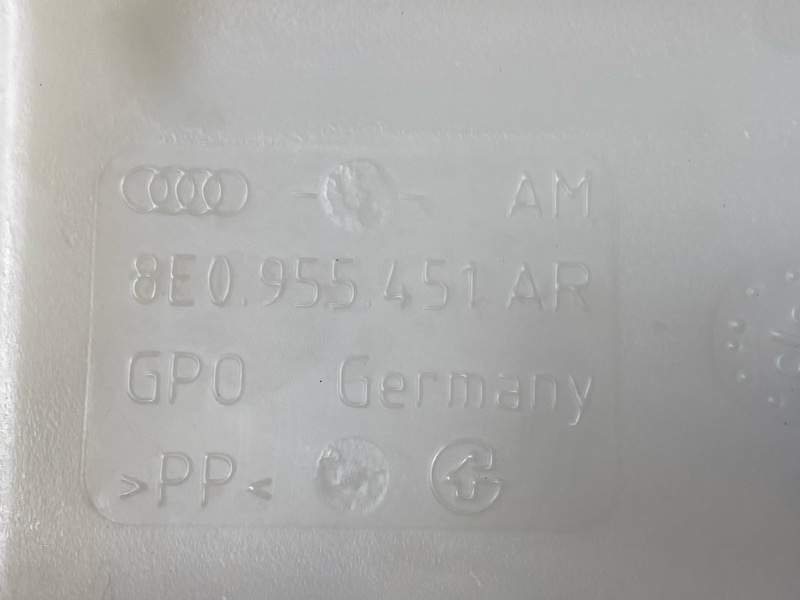 AM
8E0.955.451.AR
GPO Germany
>PP<